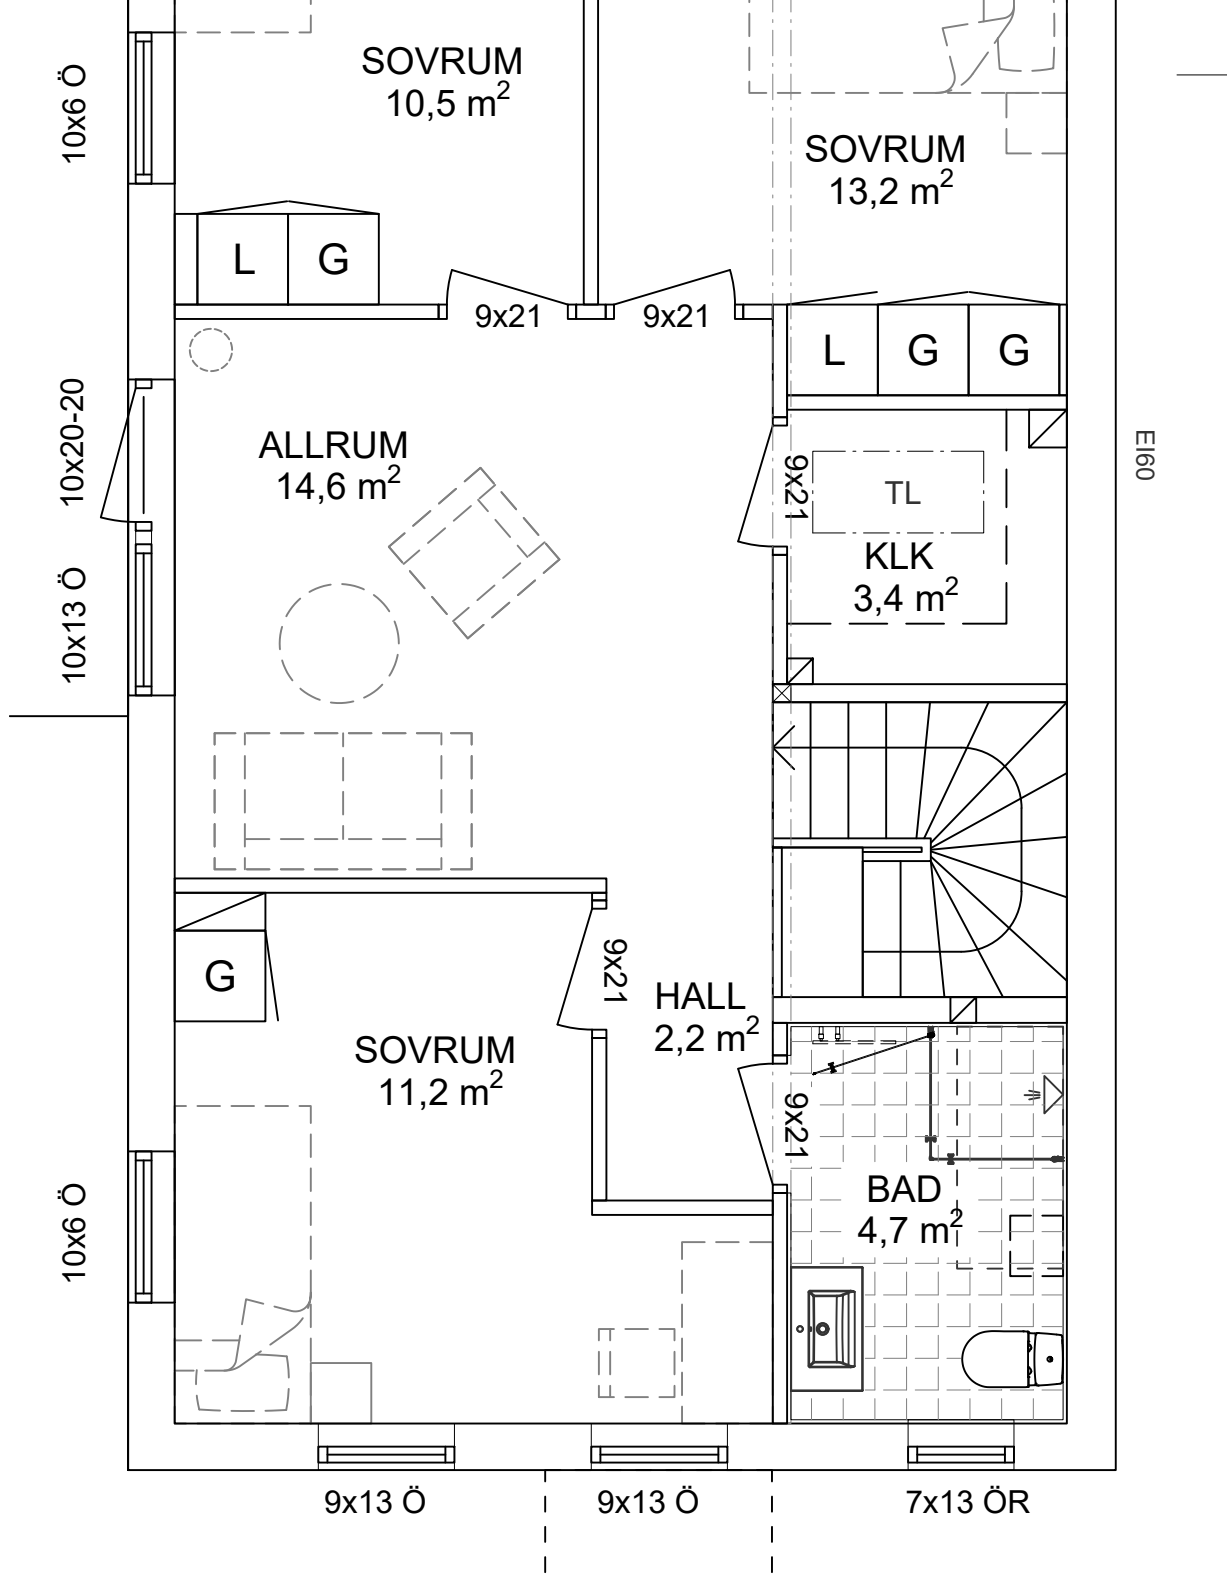 10x6 Ö
SOVRUM
10,5 m²
SOVRUM
13,2 m²
L
G
9x21
9x21
L
G
G
10x20-20
ALLRUM
14,6 m²
9x21
TL
EI60
KLK
3,4 m²
10x13 Ö
G
9x21
HALL
2,2 m²
SOVRUM
11,2 m²
9x21
BAD
4,7 m²
10x6 Ö
9x13 Ö
9x13 Ö
7x13 ÖR